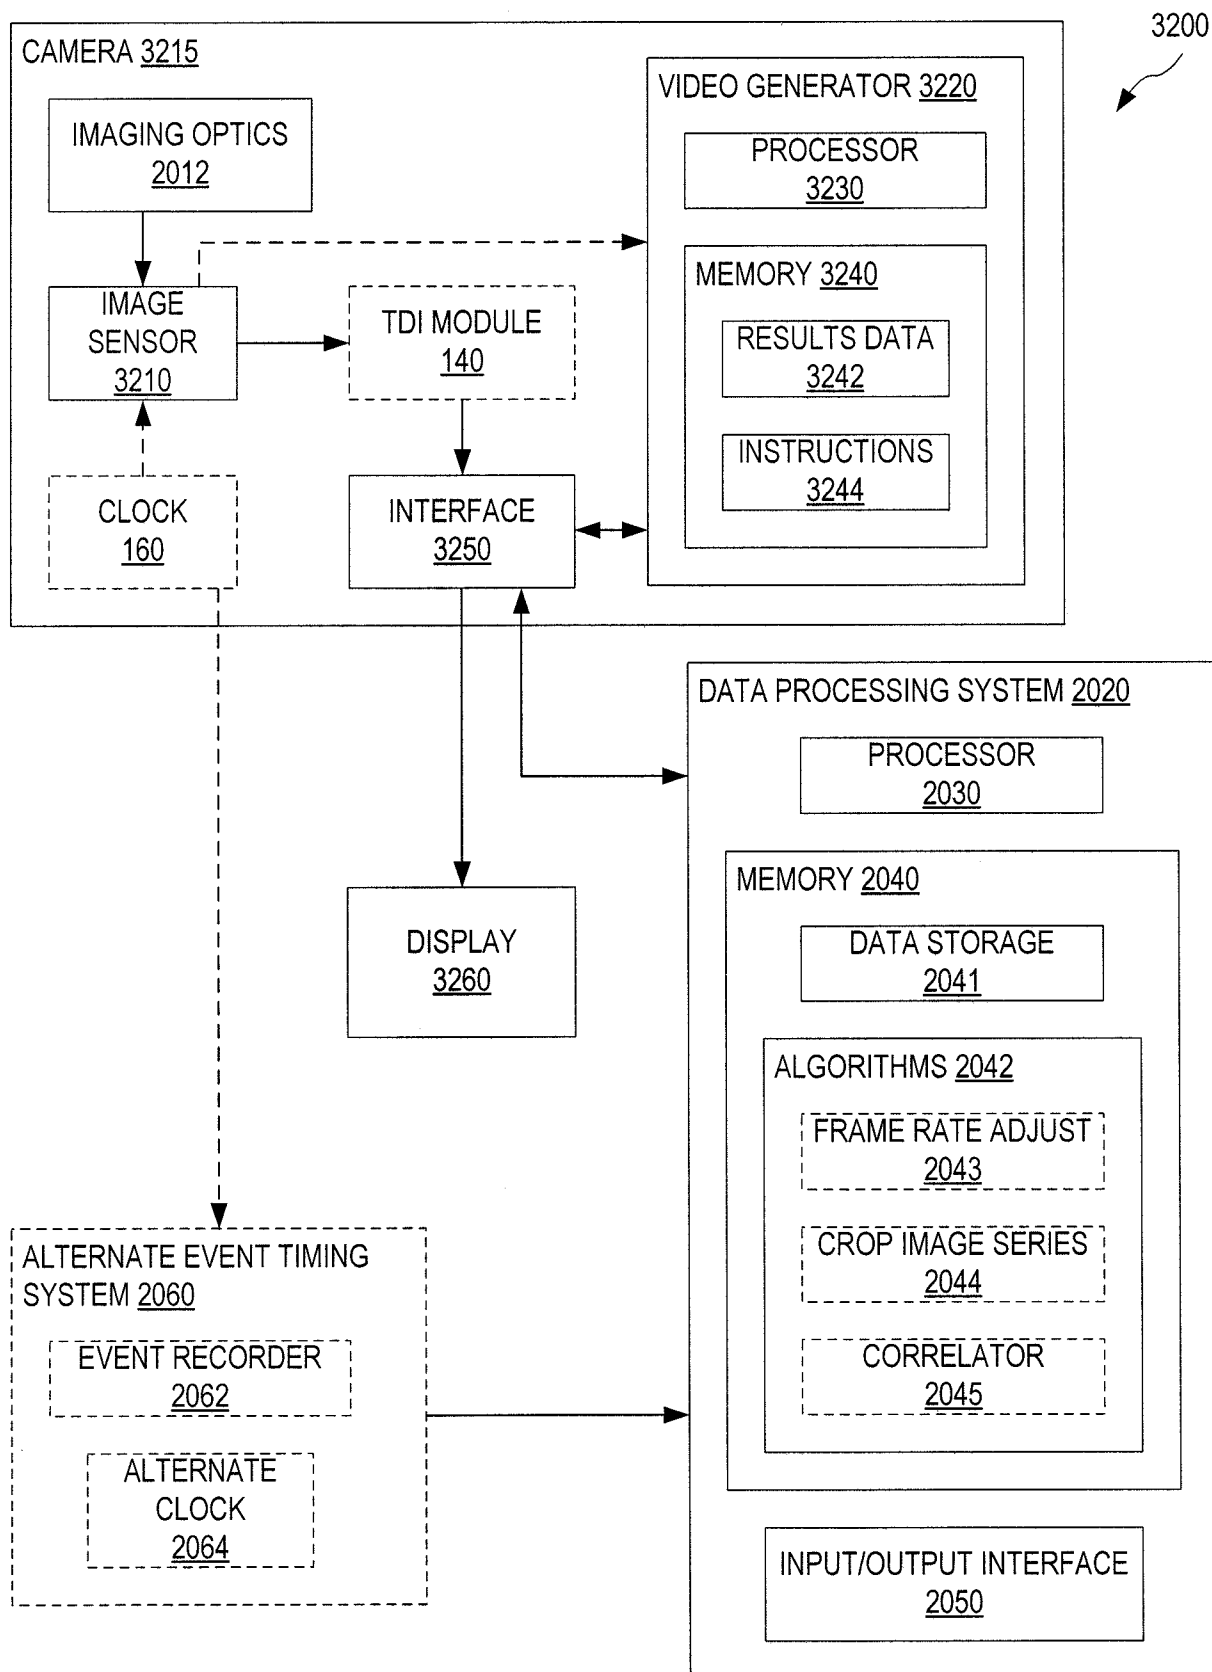 3200
CAMERA 3215
IMAGING OPTICS
2012
IMAGE
SENSOR
3210
TDI MODULE
140
CLOCK
160
INTERFACE
3250
VIDEO GENERATOR 3220
PROCESSOR
3230
MEMORY 3240
RESULTS DATA
3242
INSTRUCTIONS
3244
DISPLAY
3260
DATA PROCESSING SYSTEM 2020
PROCESSOR
2030
MEMORY 2040
DATA STORAGE
2041
ALGORITHMS 2042
FRAME RATE ADJUST
2043
CROP IMAGE SERIES
2044
CORRELATOR
2045
INPUT/OUTPUT INTERFACE
2050
ALTERNATE EVENT TIMING
SYSTEM 2060
EVENT RECORDER
2062
ALTERNATE
CLOCK
2064